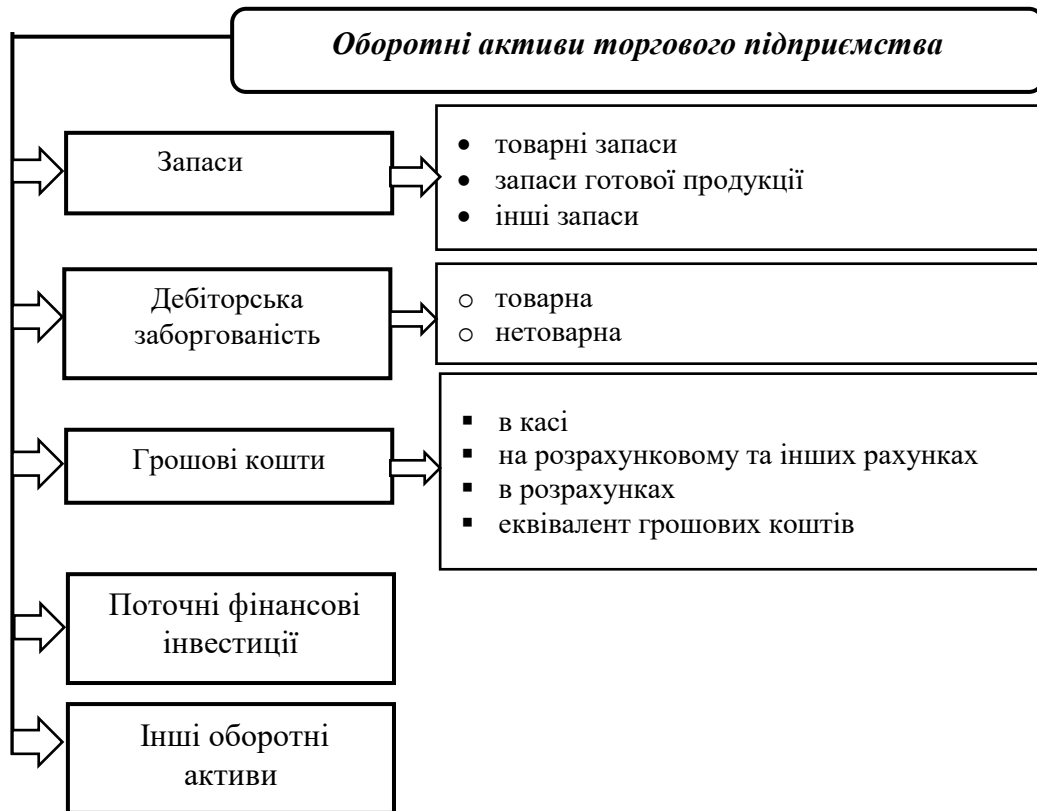 Оборотні активи торгового підприємства
Запаси
• товарні запаси
• запаси готової продукції
• інші запаси
Дебіторська
заборгованість
o товарна
o нетоварна
Грошові кошти
▪ в касі
▪ на розрахунковому та інших рахунках
▪ в розрахунках
▪ еквівалент грошових коштів
Поточні фінансові
інвестиції
Інші оборотні
активи